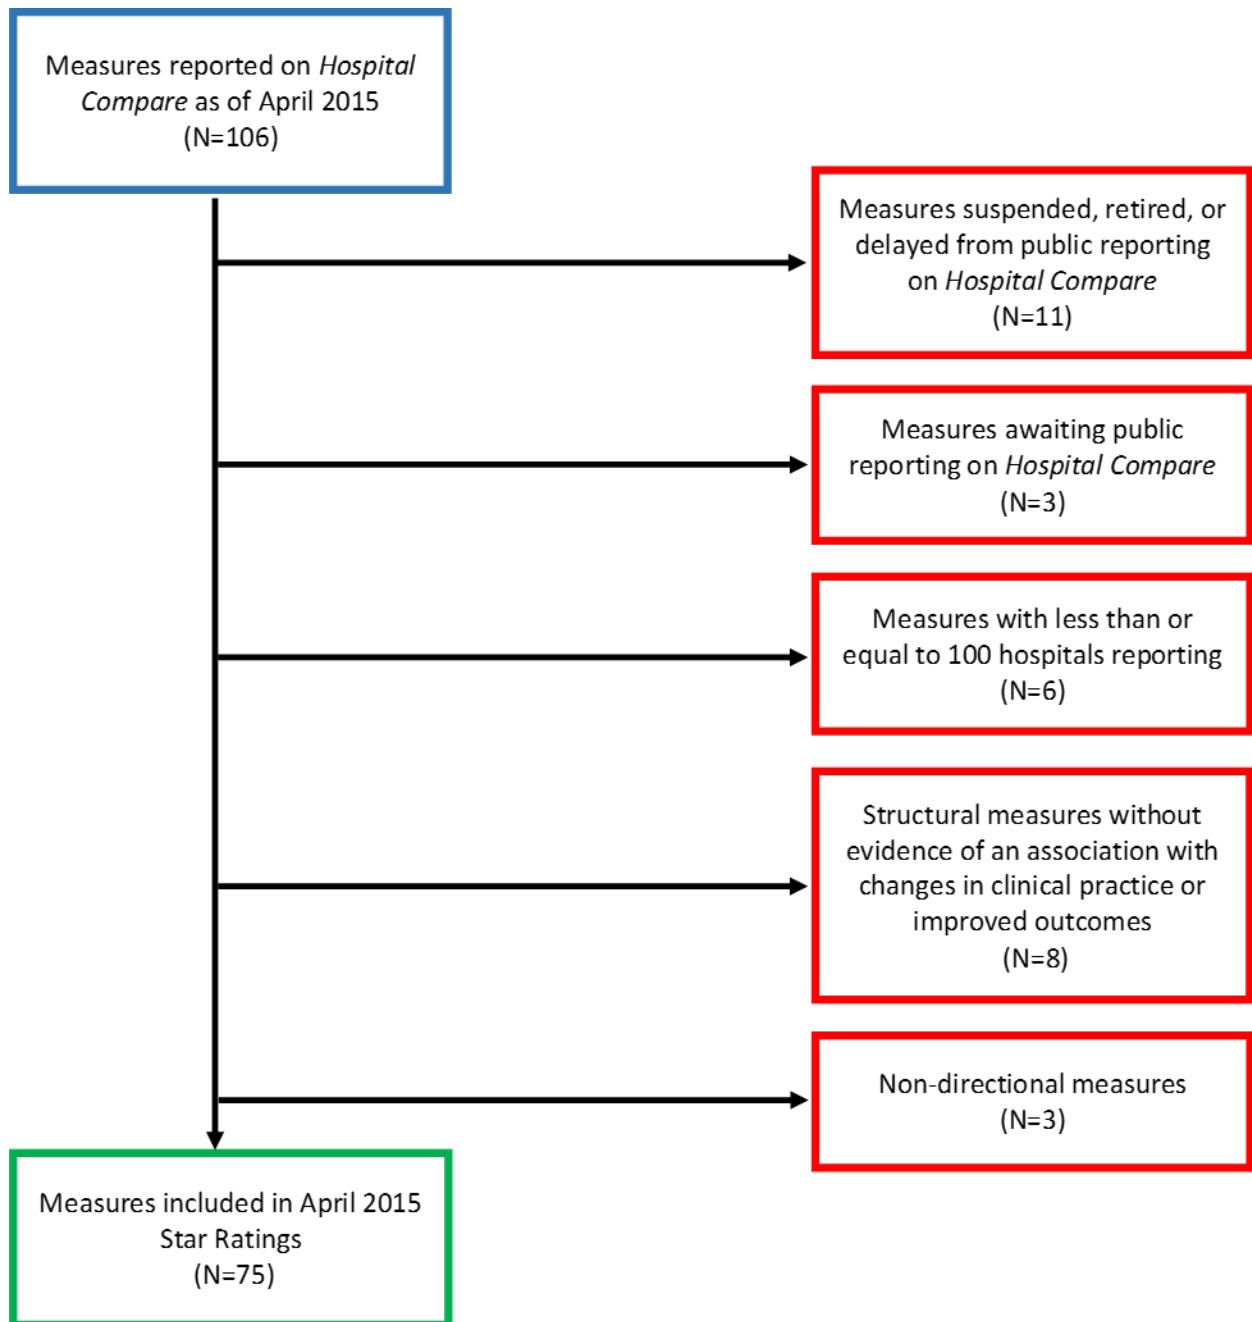 Measures reported on Hospital
Compare as of April 2015
(N=106)
Measures suspended, retired, or
delayed from public reporting
on Hospital Compare
(N=11)
Measures awaiting public
reporting on Hospital Compare
(N=3)
Measures with less than or
equal to 100 hospitals reporting
(N=6)
Structural measures without
evidence of an association with
changes in clinical practice or
improved outcomes
(N=8)
Non-directional measures
(N=3)
Measures included in April 2015
Star Ratings
(N=75)